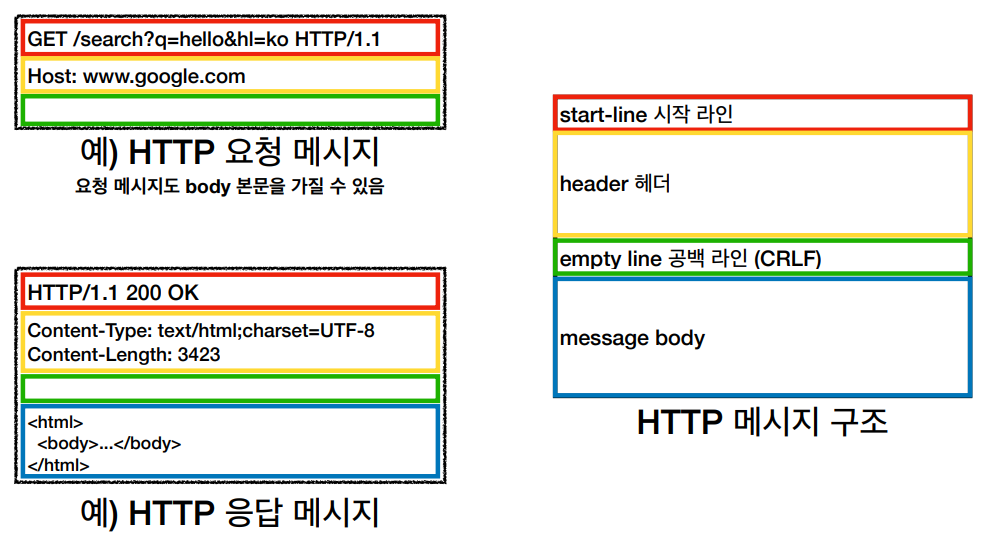 GET /search?q=hello&hl=ko HTTP/1.1
Host: www.google.com
예) HTTP 요청 메시지
요청 메시지도 body 본문을 가질 수 있음
HTTP/1.1 200 OK
Content-Type: text/html;charset=UTF-8
Content-Length: 3423
<html>
<body>...</body>
</html>
예) HTTP 응답 메시지
start-line 시작 라인
header 헤더
empty line 공백 라인 (CRLF)
message body
HTTP 메시지 구조